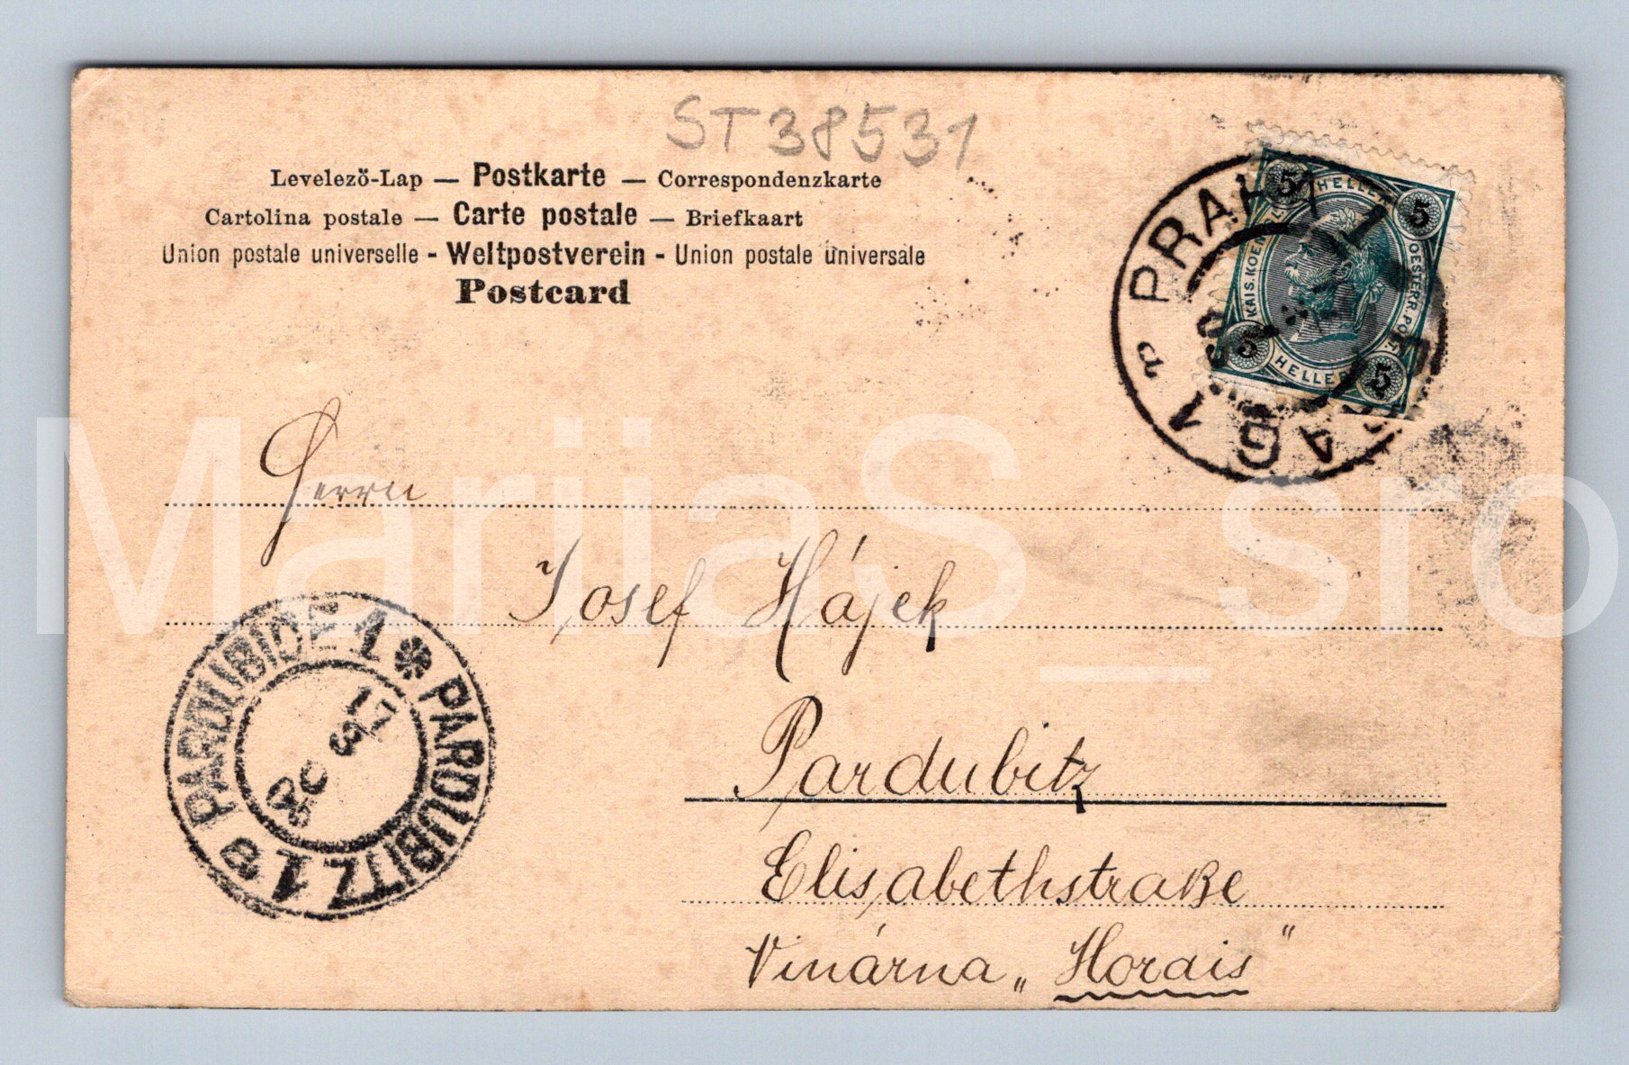 ST38531
Levelező-Lap — Postkarte — Correspondenzkarte
Cartolina postale — Carte postale — Briefkaart
Union postale universelle - Weltpostverein - Union postale universale
Postcard
PRAHA 1
PRAG 1
5 HELLER 5
KAIS. KOENIGL. OESTERR. POST.
5 HELLER 5
Herrn
Josef Hájek
Pardubitz
Elisabethstraße
Vinárna „Horais"
PARDUBICE 1 * PARDUBITZ 1
MariiaS_sro